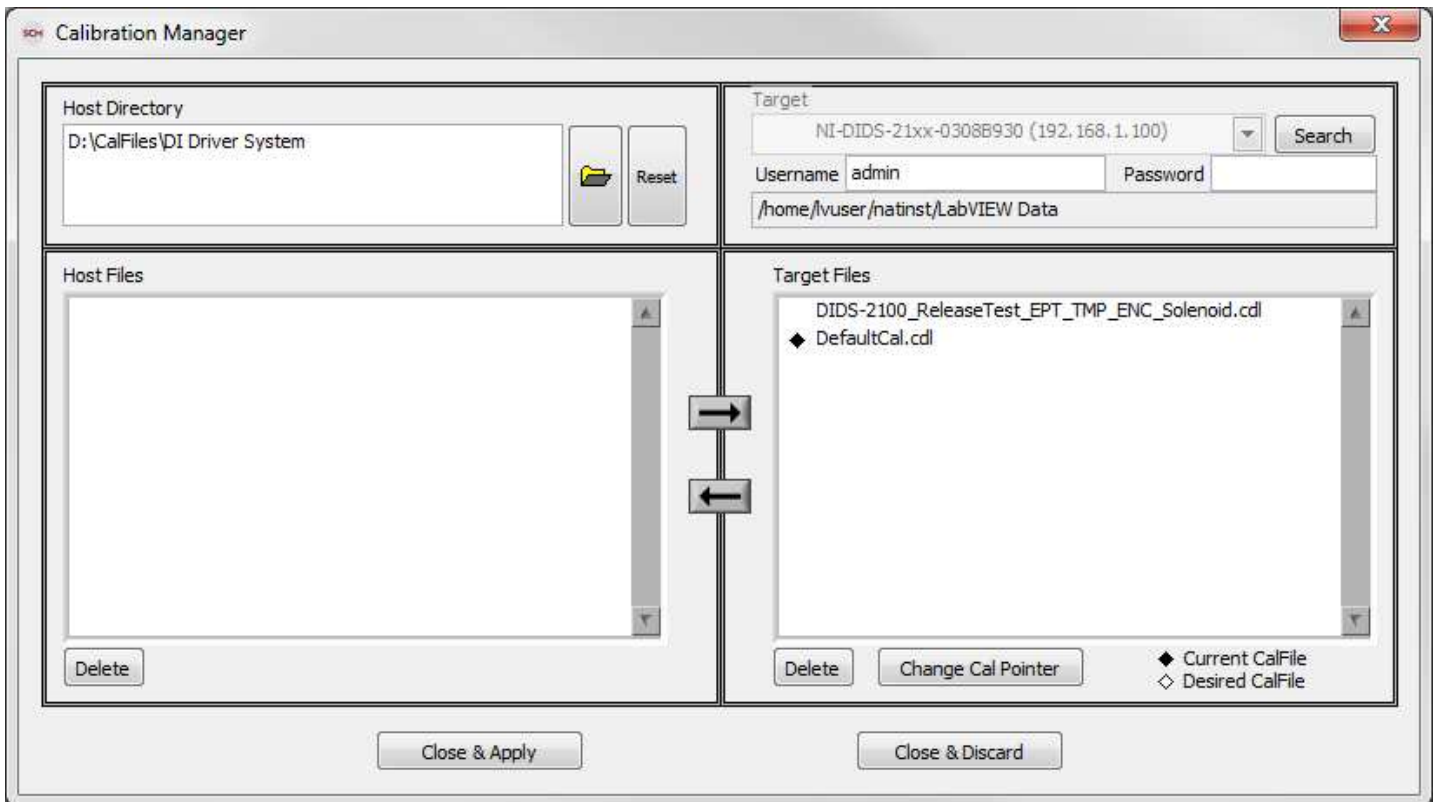 SCM Calibration Manager
Host Directory
D:\CalFiles\DI Driver System
Reset
Target
NI-DIDS-21xx-0308B930 (192.168.1.100)
Search
Username admin Password
/home/lvuser/natinst/LabVIEW Data
Host Files
Target Files
DIDS-2100_ReleaseTest_EPT_TMP_ENC_Solenoid.cdl
DefaultCal.cdl
Delete
Delete
Change Cal Pointer
Current CalFile
Desired CalFile
Close & Apply
Close & Discard